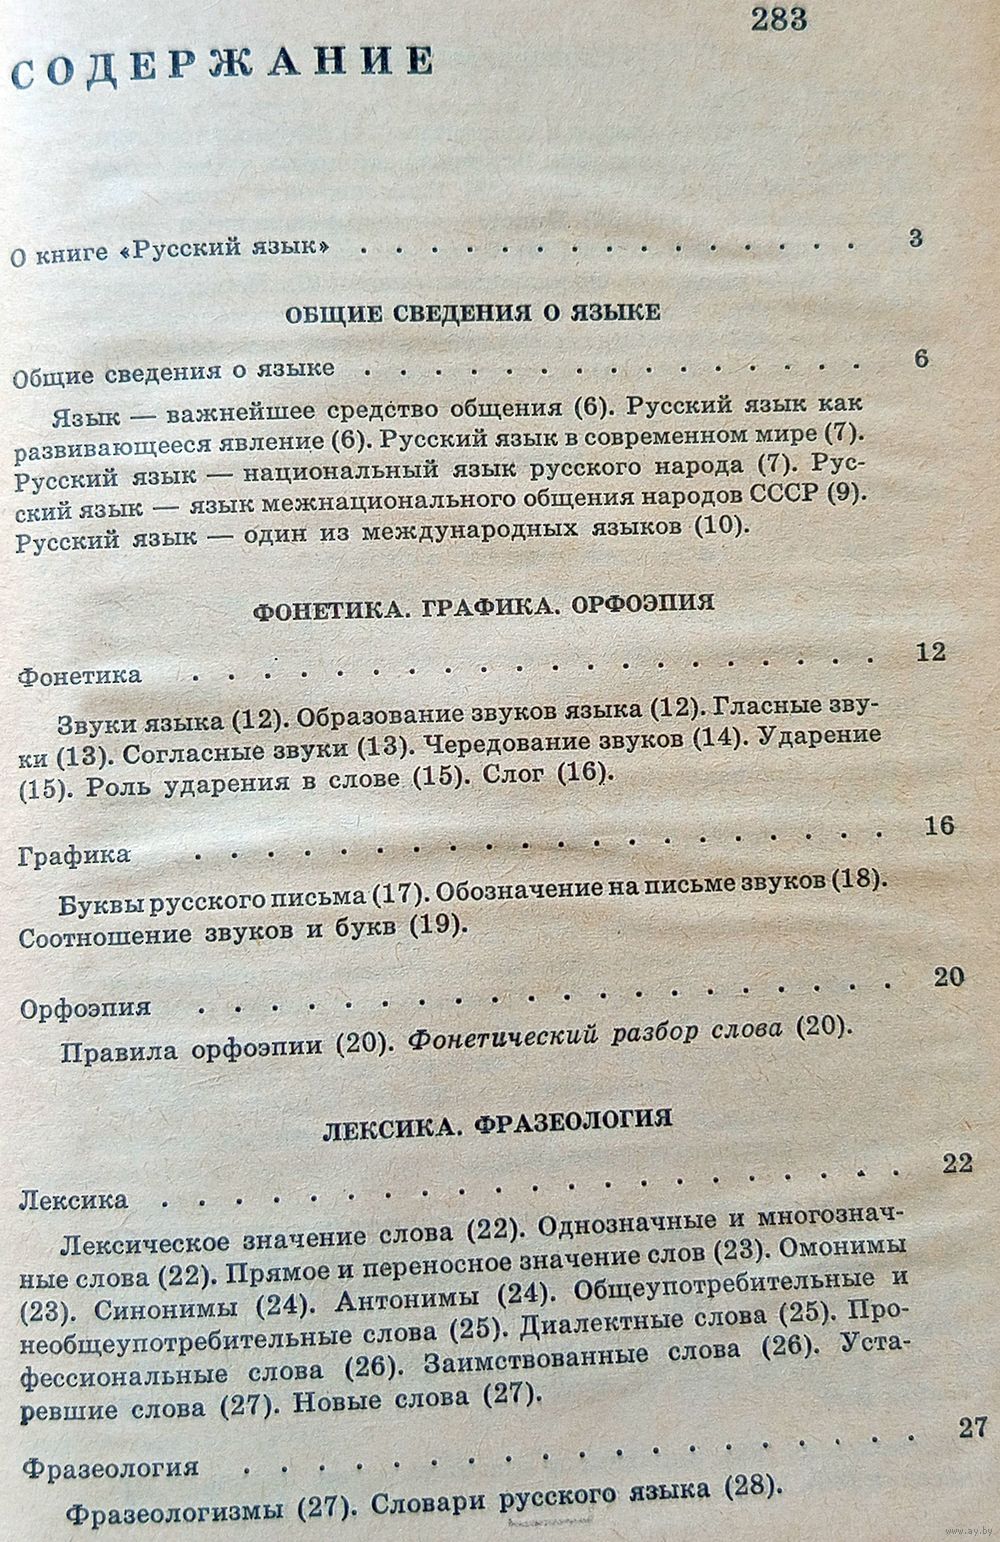 283
СОДЕРЖАНИЕ
О книге «Русский язык» . . . . . . . . . . . . . . . 3
ОБЩИЕ СВЕДЕНИЯ О ЯЗЫКЕ
Общие сведения о языке . . . . . . . . . . . . . . . 6
Язык — важнейшее средство общения (6). Русский язык как
развивающееся явление (6). Русский язык в современном мире (7).
Русский язык — национальный язык русского народа (7). Рус-
ский язык — язык межнационального общения народов СССР (9).
Русский язык — один из международных языков (10).
ФОНЕТИКА. ГРАФИКА. ОРФОЭПИЯ
Фонетика . . . . . . . . . . . . . . . . . . . 12
Звуки языка (12). Образование звуков языка (12). Гласные зву-
ки (13). Согласные звуки (13). Чередование звуков (14). Ударение
(15). Роль ударения в слове (15). Слог (16).
Графика . . . . . . . . . . . . . . . . . . . 16
Буквы русского письма (17). Обозначение на письме звуков (18).
Соотношение звуков и букв (19).
Орфоэпия . . . . . . . . . . . . . . . . . . . 20
Правила орфоэпии (20). Фонетический разбор слова (20).
ЛЕКСИКА. ФРАЗЕОЛОГИЯ
Лексика . . . . . . . . . . . . . . . . . . . . 22
Лексическое значение слова (22). Однозначные и многознач-
ные слова (22). Прямое и переносное значение слов (23). Омонимы
(23). Синонимы (24). Антонимы (24). Общеупотребительные и
необщеупотребительные слова (25). Диалектные слова (25). Про-
фессиональные слова (26). Заимствованные слова (26). Уста-
ревшие слова (27). Новые слова (27).
Фразеология . . . . . . . . . . . . . . . . . . . 27
Фразеологизмы (27). Словари русского языка (28).
www.ay.by